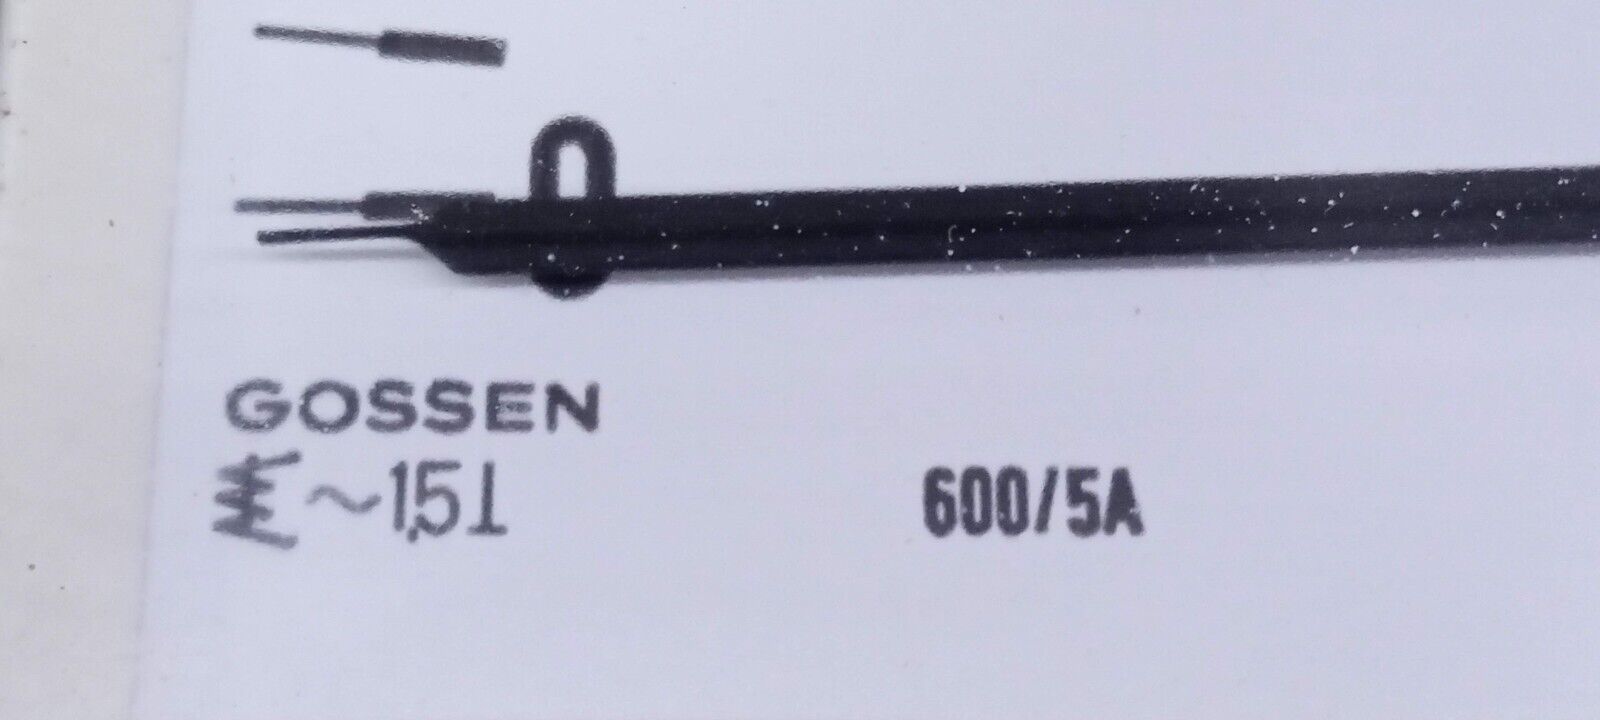 GOSSEN
~1,5⊥
600/5A